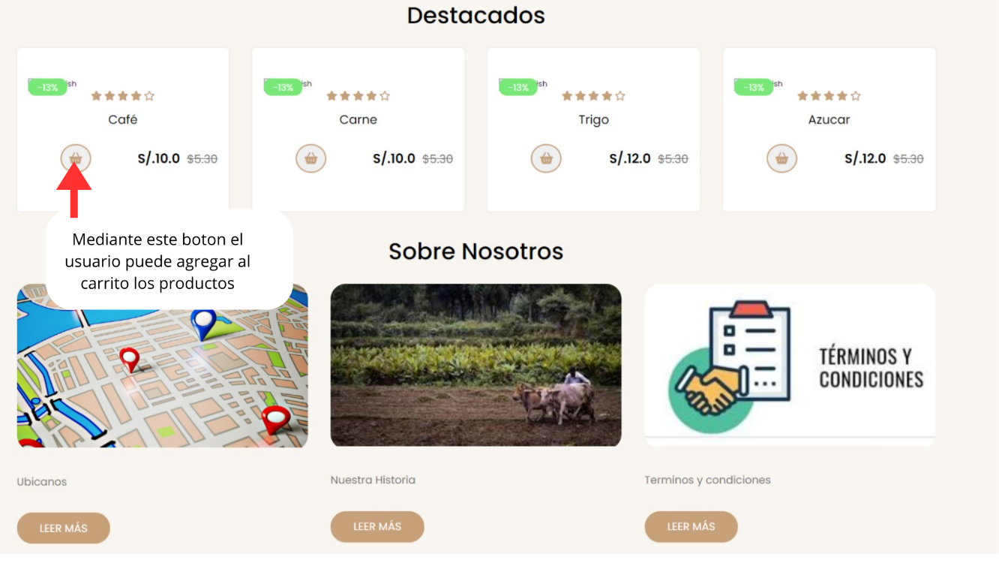 Destacados
-13% sh
-13% ish
-13% ish
-13% sh
Café
Carne
Trigo
Azucar
S/.10.0 $5.30
S/.10.0 $5.30
S/.12.0 $5.30
S/.12.0 $5.30
Mediante este boton el
usuario puede agregar al
carrito los productos
Sobre Nosotros
TÉRMINOS Y
CONDICIONES
Ubicanos
Nuestra Historia
Terminos y condiciones
LEER MÁS
LEER MÁS
LEER MÁS